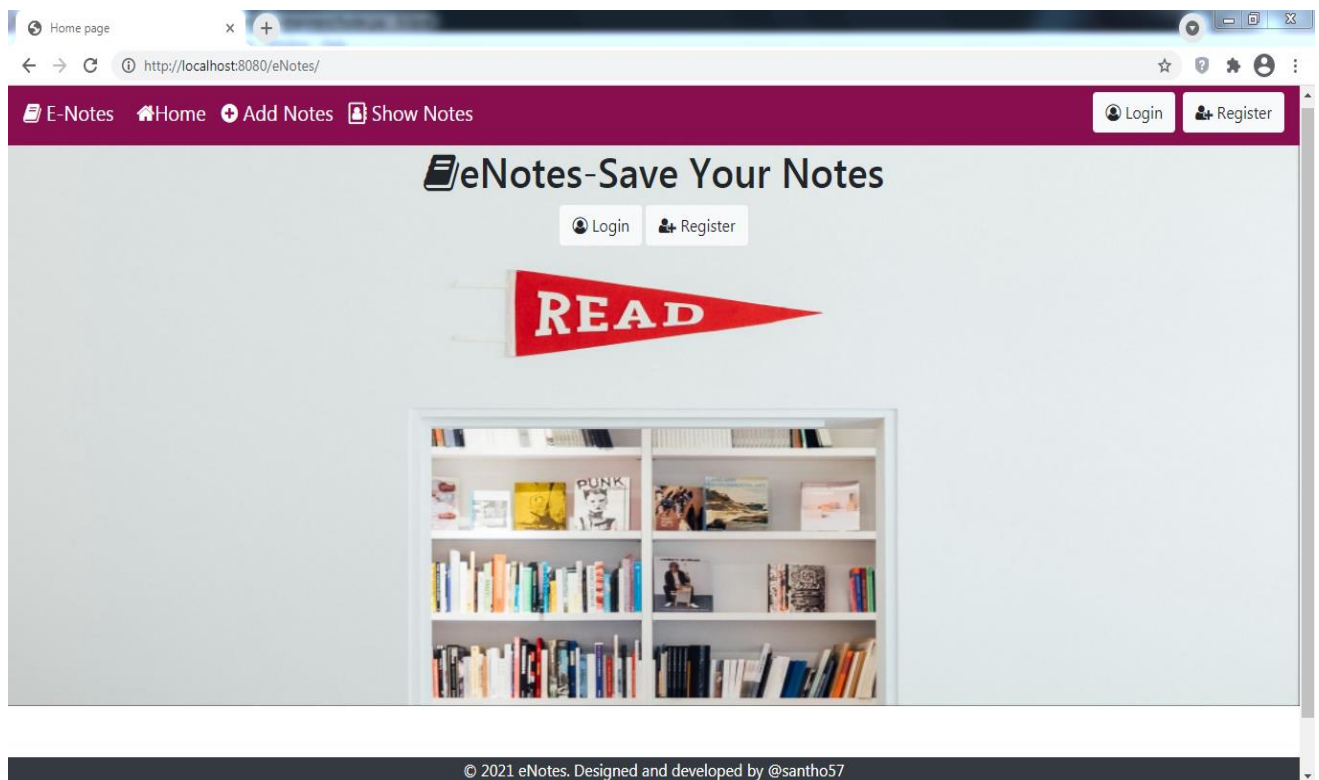 Home page
http://localhost:8080/eNotes/
E-Notes Home Add Notes Show Notes Login Register
eNotes-Save Your Notes
Login Register
READ
PUNK
© 2021 eNotes. Designed and developed by @santho57